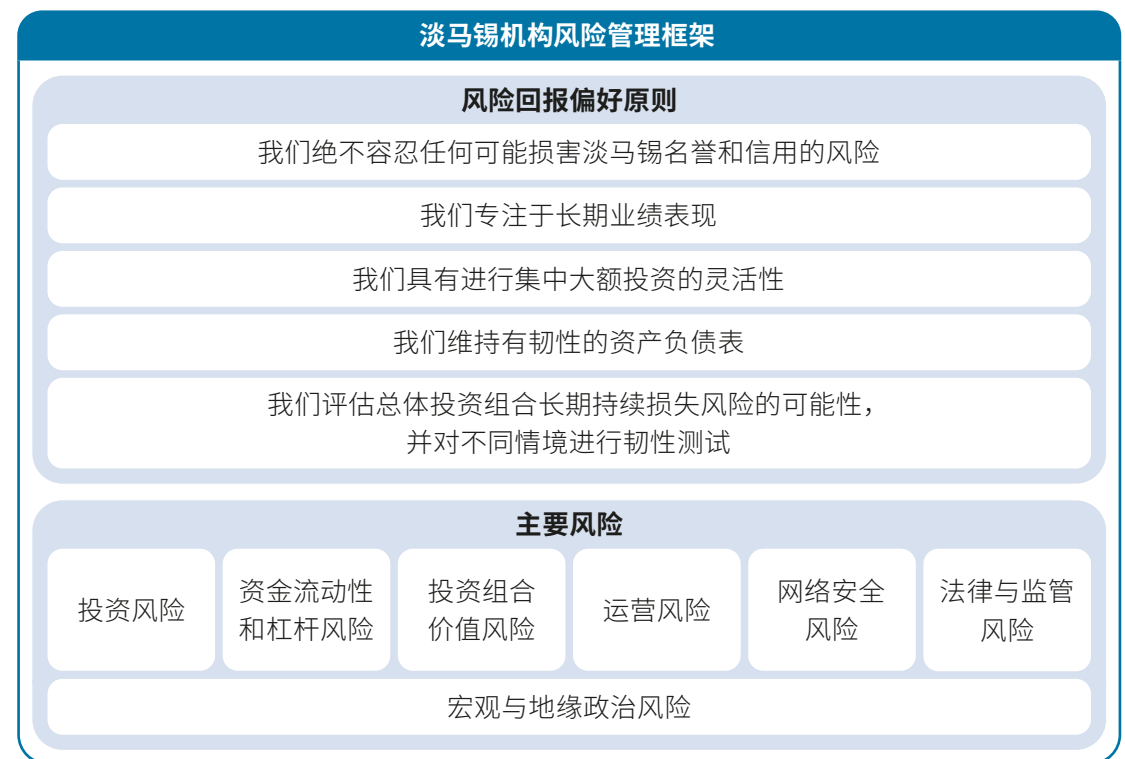 淡马锡机构风险管理框架
风险回报偏好原则
我们绝不容忍任何可能损害淡马锡名誉和信用的风险
我们专注于长期业绩表现
我们具有进行集中大额投资的灵活性
我们维持有韧性的资产负债表
我们评估总体投资组合长期持续损失风险的可能性，
并对不同情境进行韧性测试
主要风险
投资风险
资金流动性
和杠杆风险
投资组合
价值风险
运营风险
网络安全
风险
法律与监管
风险
宏观与地缘政治风险